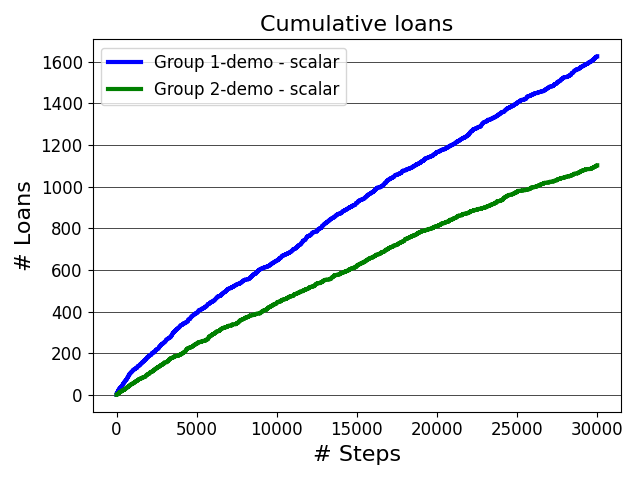 Cumulative loans
Group 1-demo - scalar
Group 2-demo - scalar
# Loans
1600
1400
1200
1000
800
600
400
200
0
0 5000 10000 15000 20000 25000 30000
# Steps